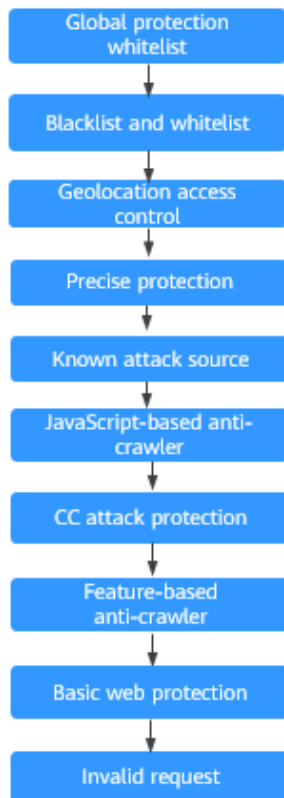 Global protection
whitelist
Blacklist and whitelist
Geolocation access
control
Precise protection
Known attack source
JavaScript-based anti-
crawler
CC attack protection
Feature-based
anti-crawler
Basic web protection
Invalid request